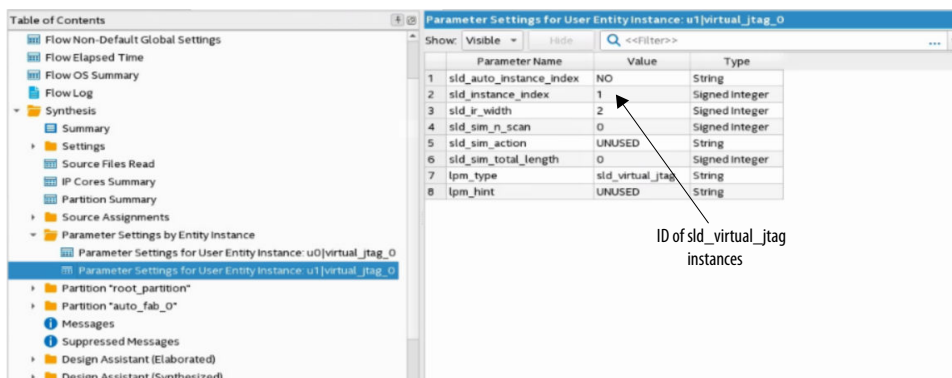 Table of Contents
Flow Non-Default Global Settings
Flow Elapsed Time
Flow OS Summary
Flow Log
Synthesis
Summary
Settings
Source Files Read
IP Cores Summary
Partition Summary
Source Assignments
Parameter Settings by Entity Instance
Parameter Settings for User Entity Instance: u0|virtual_jtag_0
Parameter Settings for User Entity Instance: u1|virtual_jtag_0
Partition "root_partition"
Partition "auto_fab_0"
Messages
Suppressed Messages
Design Assistant (Elaborated)
Design Assistant (Synthesized)
Parameter Settings for User Entity Instance: u1|virtual_jtag_0
Show: Visible Hide <<Filter>> ...
Parameter Name Value Type
1 sld_auto_instance_index NO String
2 sld_instance_index 1 Signed Integer
3 sld_ir_width 2 Signed Integer
4 sld_sim_n_scan 0 Signed Integer
5 sld_sim_action UNUSED String
6 sld_sim_total_length 0 Signed Integer
7 lpm_type sld_virtual_jtag String
8 lpm_hint UNUSED String
ID of sld_virtual_jtag
instances